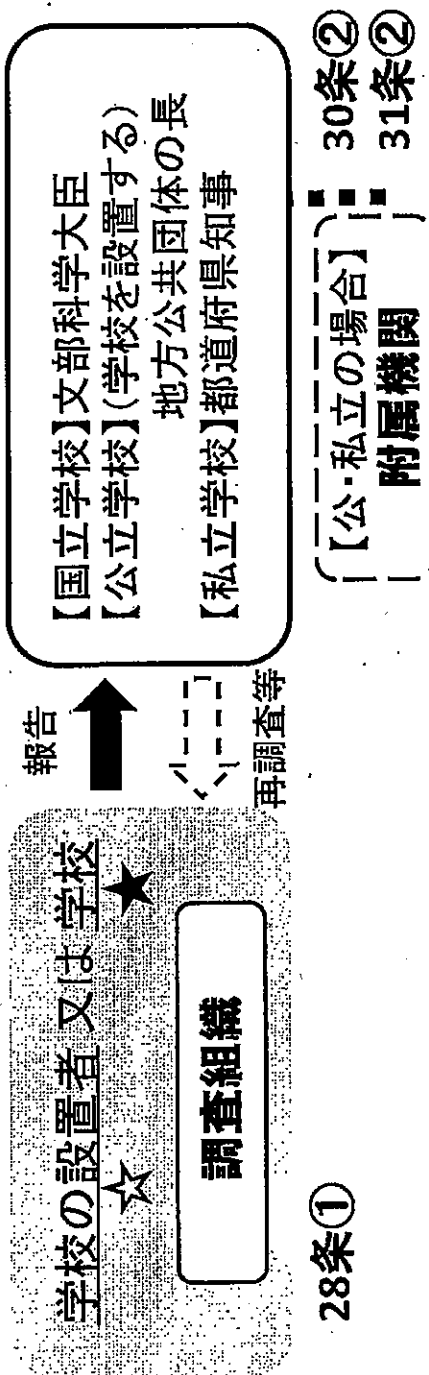 学校の設置者 又は 学校
☆ ★
調査組織
28条①
報告
再調査等
【国立学校】文部科学大臣
【公立学校】(学校を設置する)
地方公共団体の長
【私立学校】都道府県知事
【公・私立の場合】
附属機関
30条②
31条②